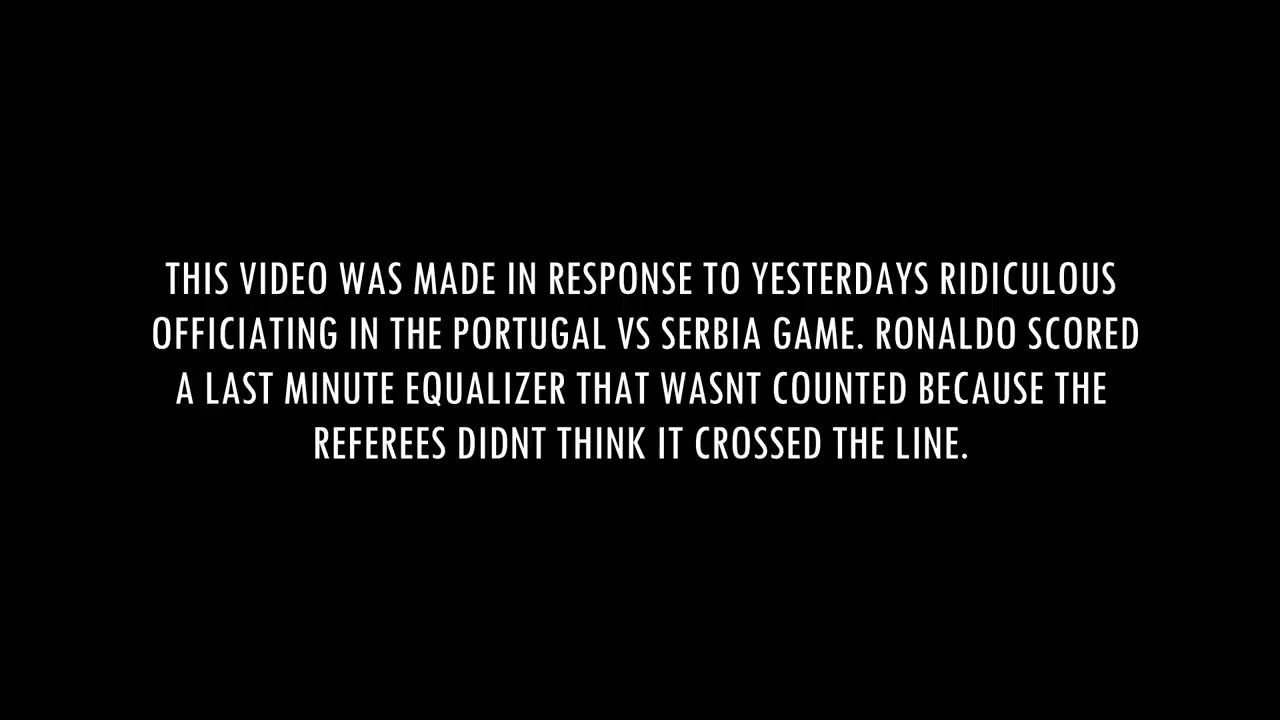 THIS VIDEO WAS MADE IN RESPONSE TO YESTERDAYS RIDICULOUS
OFFICIATING IN THE PORTUGAL VS SERBIA GAME. RONALDO SCORED
A LAST MINUTE EQUALIZER THAT WASNT COUNTED BECAUSE THE
REFEREES DIDNT THINK IT CROSSED THE LINE.